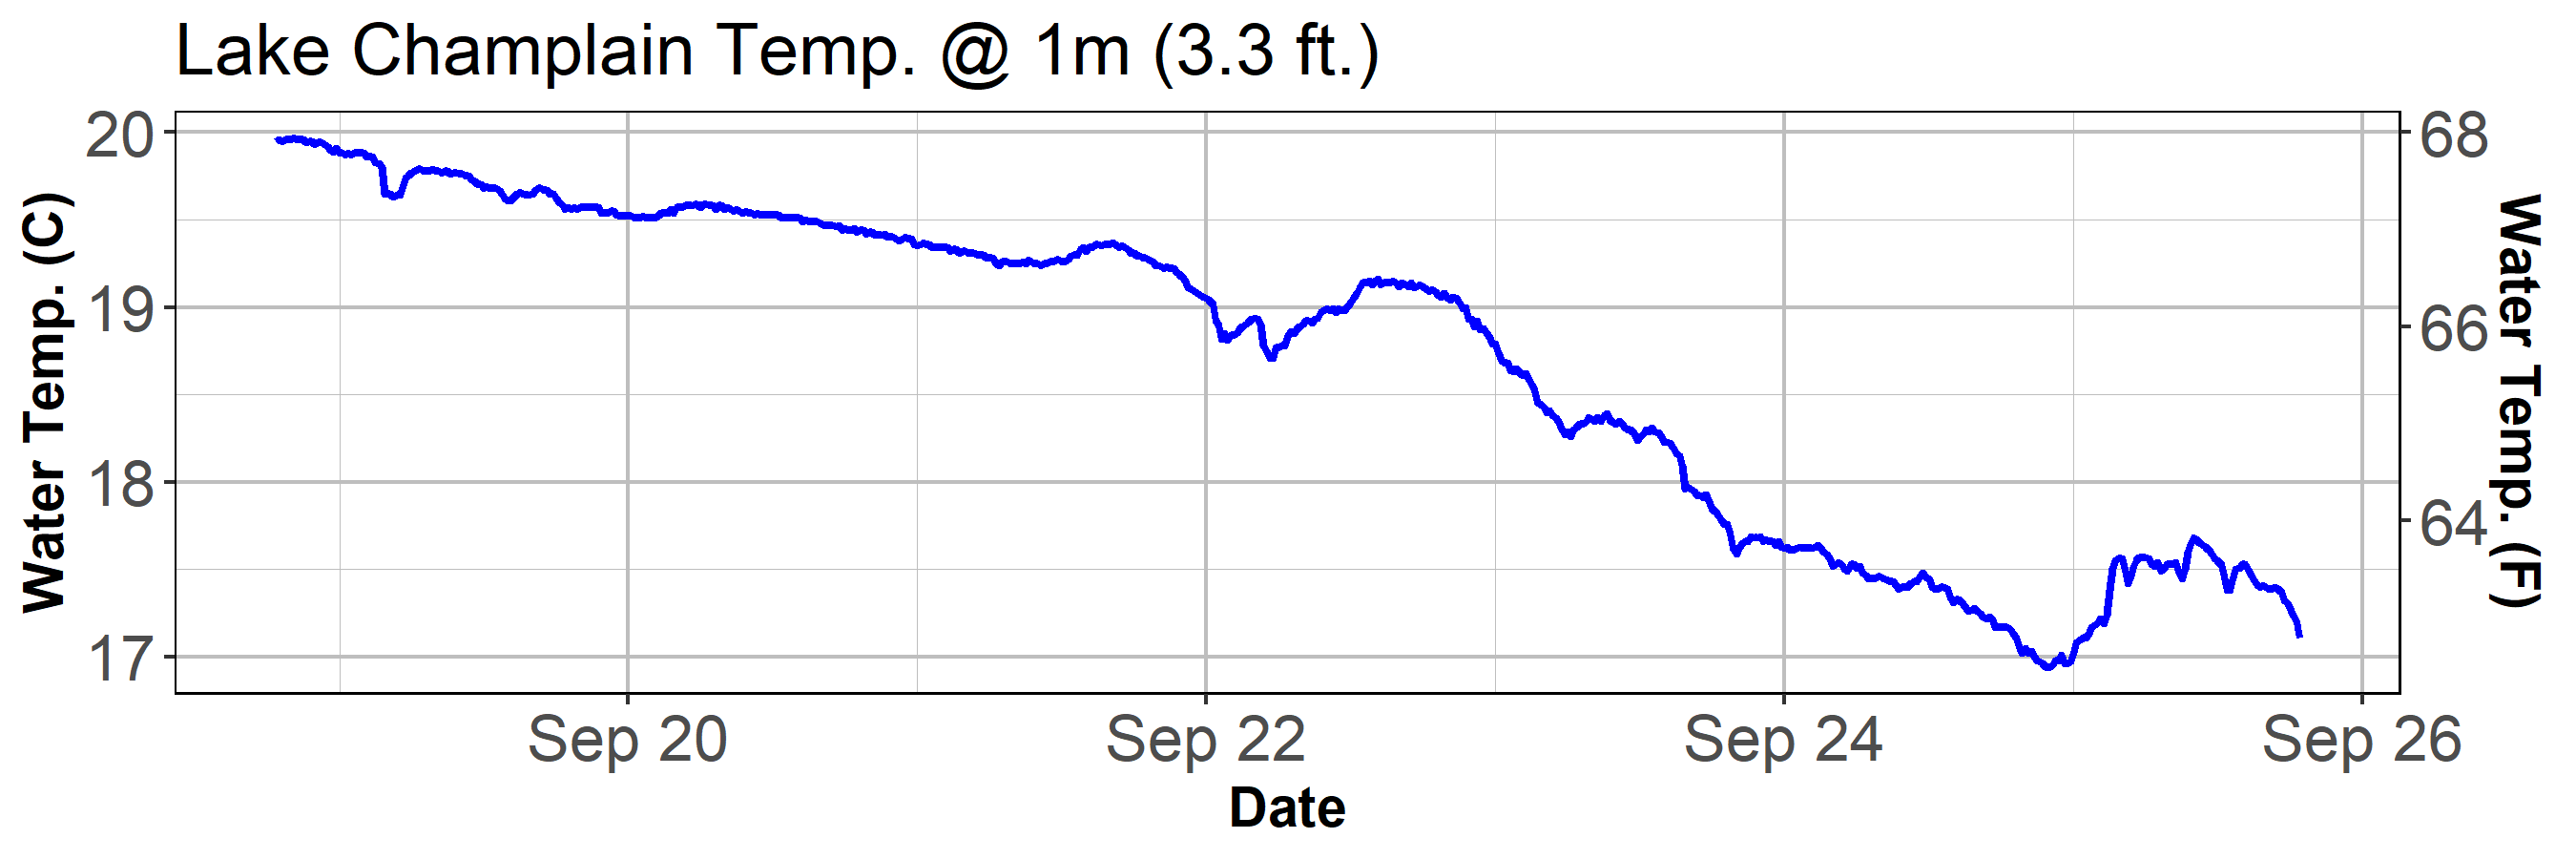 Lake Champlain Temp. @ 1m (3.3 ft.)
Water Temp. (C)
20
19
18
17
68
66
64
Water Temp. (F)
Sep 20
Sep 22
Sep 24
Sep 26
Date